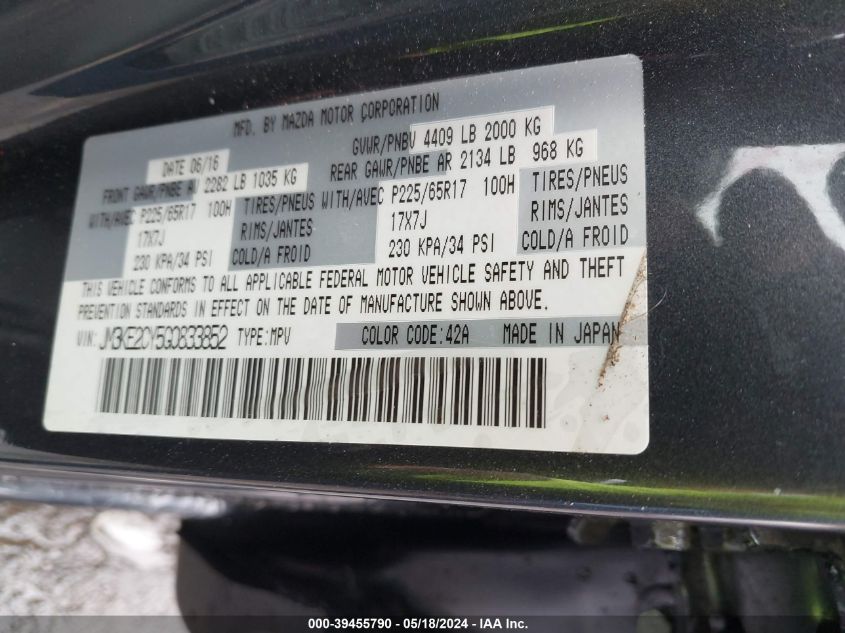 MFD. BY MAZDA MOTOR CORPORATION
DATE 06/16 GVWR/PNBV 4409 LB 2000 KG
FRONT GAWR/PNBE AV 2282 LB 1035 KG REAR GAWR/PNBE AR 2134 LB 968 KG
WITH/AVEC P225/65R17 100H TIRES/PNEUS WITH/AVEC P225/65R17 100H TIRES/PNEUS
17X7J RIMS/JANTES 17X7J RIMS/JANTES
230 KPA/34 PSI COLD/A FROID 230 KPA/34 PSI COLD/A FROID
THIS VEHICLE CONFORMS TO ALL APPLICABLE FEDERAL MOTOR VEHICLE SAFETY AND THEFT
PREVENTION STANDARDS IN EFFECT ON THE DATE OF MANUFACTURE SHOWN ABOVE.
VIN: JM3KE2CY5G0833852 TYPE:MPV COLOR CODE:42A MADE IN JAPAN
000-39455790 - 05/18/2024 - IAA Inc.